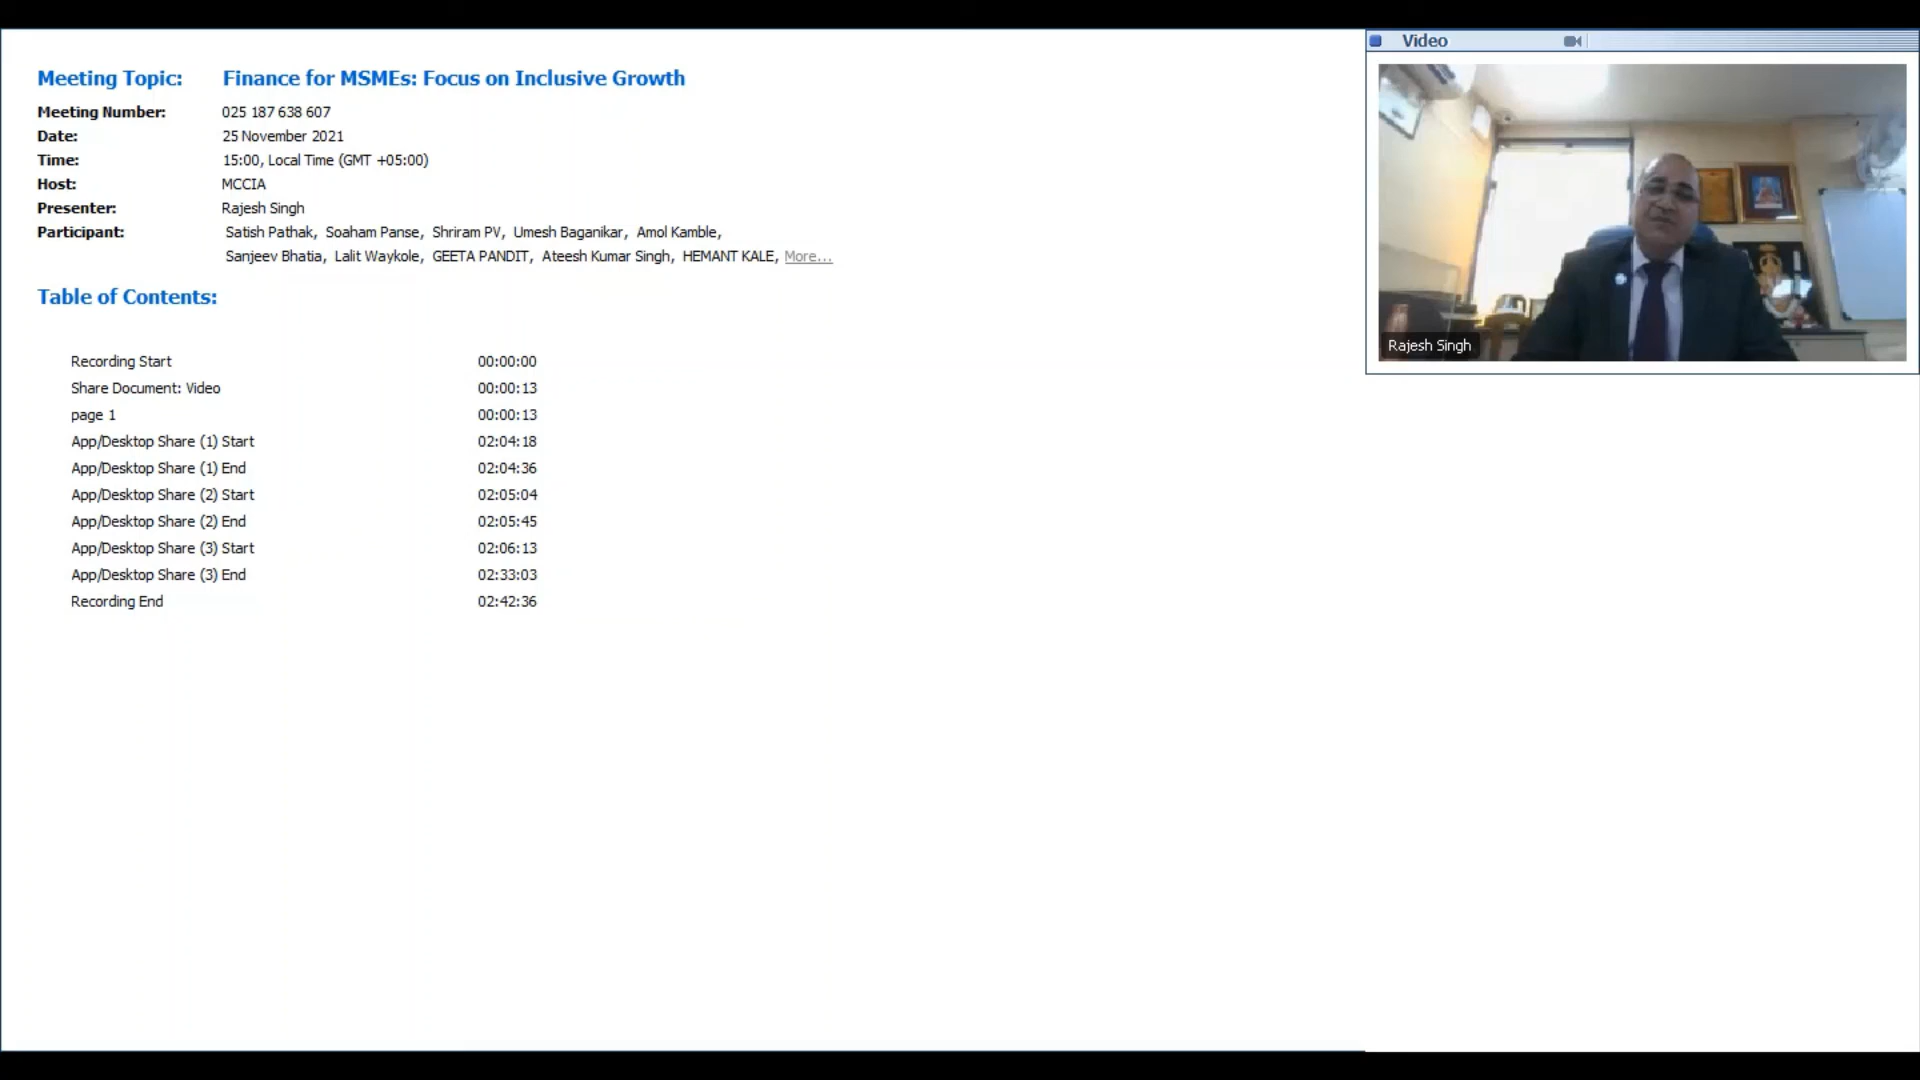 Meeting Topic: Finance for MSMEs: Focus on Inclusive Growth
Meeting Number: 025 187 638 607
Date: 25 November 2021
Time: 15:00, Local Time (GMT +05:00)
Host: MCCIA
Presenter: Rajesh Singh
Participant: Satish Pathak, Soaham Panse, Shriram PV, Umesh Baganikar, Amol Kamble,
Sanjeev Bhatia, Lalit Waykole, GEETA PANDIT, Ateesh Kumar Singh, HEMANT KALE, More...
Table of Contents:
Recording Start 00:00:00
Share Document: Video 00:00:13
page 1 00:00:13
App/Desktop Share (1) Start 02:04:18
App/Desktop Share (1) End 02:04:36
App/Desktop Share (2) Start 02:05:04
App/Desktop Share (2) End 02:05:45
App/Desktop Share (3) Start 02:06:13
App/Desktop Share (3) End 02:33:03
Recording End 02:42:36
Video
Rajesh Singh